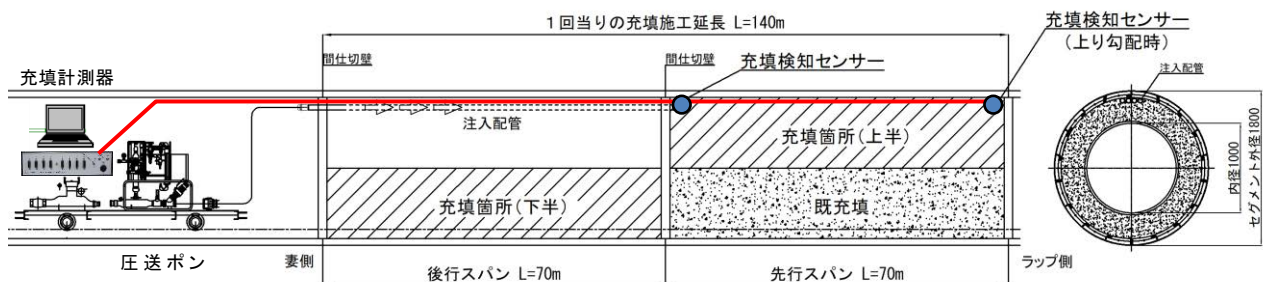 1回当りの充填施工延長 L=140m
充填検知センサー
(上り勾配時)
間仕切壁
間仕切壁
充填検知センサー
注入配管
充填計測器
注入配管
充填箇所(上半)
充填箇所(下半)
既充填
内径1000
セグメント外径1800
圧送ポン
妻側
後行スパン L=70m
先行スパン L=70m
ラップ側